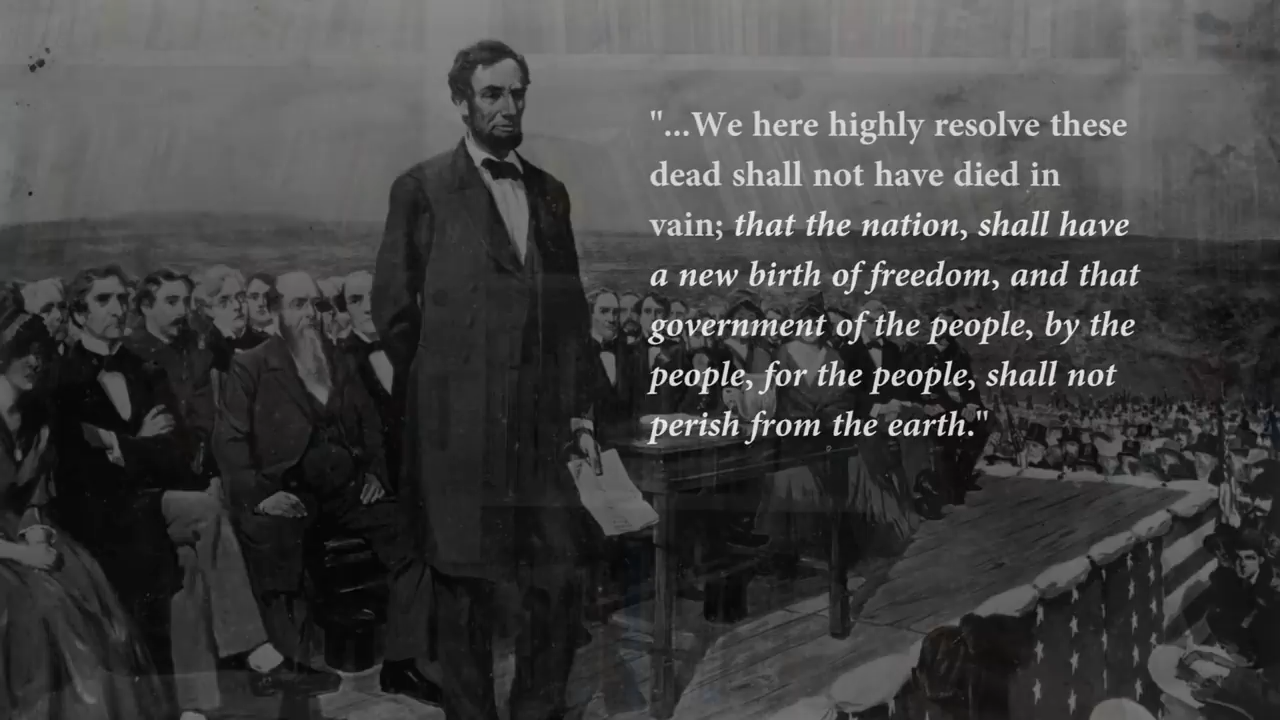 "...We here highly resolve these
dead shall not have died in
vain; that the nation, shall have
a new birth of freedom, and that
government of the people, by the
people, for the people, shall not
perish from the earth."